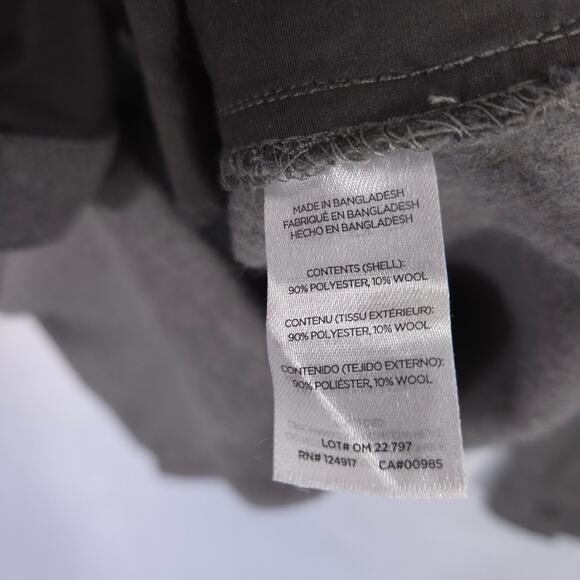 MADE IN BANGLADESH
FABRIQUÉ EN BANGLADESH
HECHO EN BANGLADESH
CONTENTS (SHELL):
90% POLYESTER, 10% WOOL
CONTENU (TISSU EXTÉRIEUR):
90% POLYESTER, 10% WOOL
CONTENIDO (TEJIDO EXTERNO):
90% POLIÉSTER, 10% WOOL
LOT# OM 22 797
RN# 124917 CA#00985